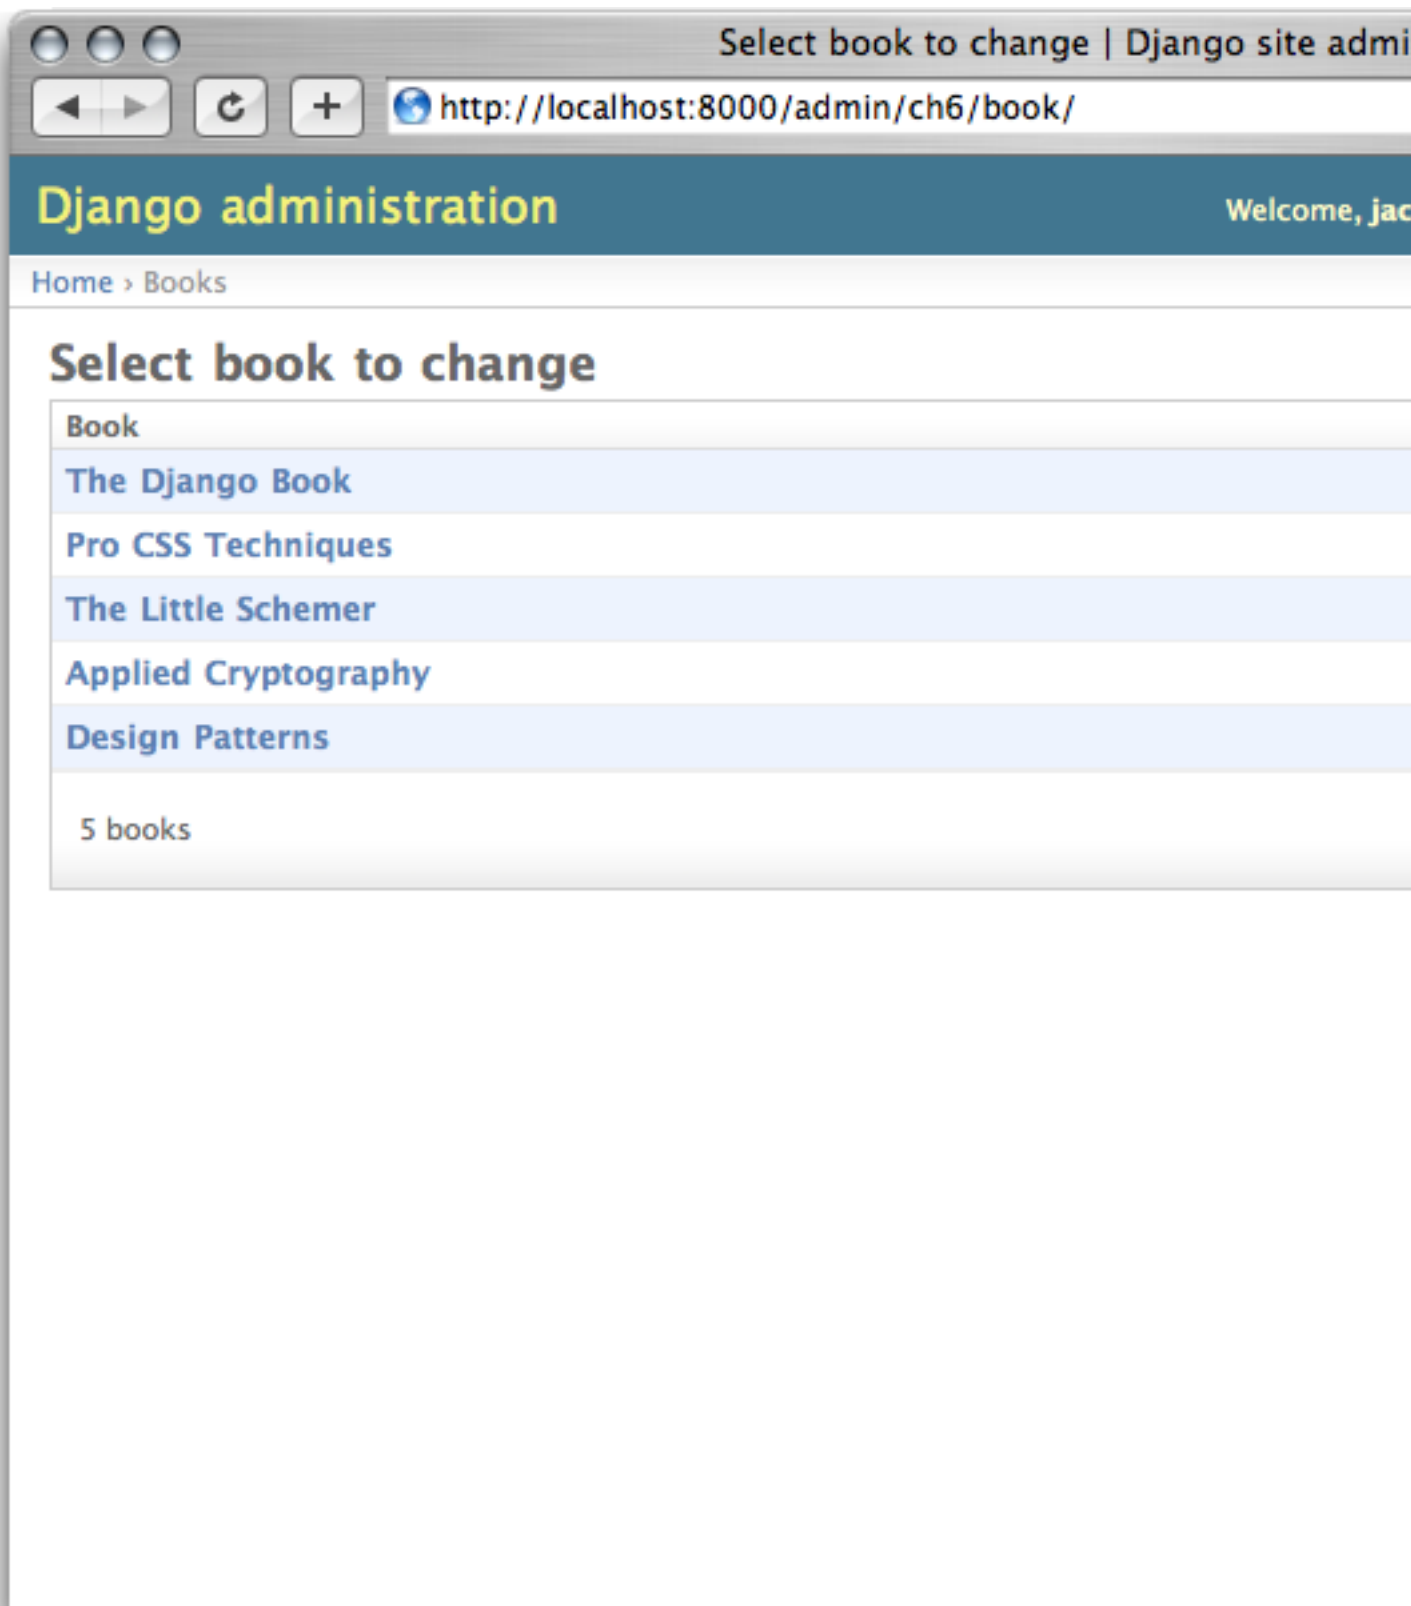 Select book to change | Django site admi
http://localhost:8000/admin/ch6/book/
Django administration
Welcome, jac
Home › Books
Select book to change
Book
The Django Book
Pro CSS Techniques
The Little Schemer
Applied Cryptography
Design Patterns
5 books